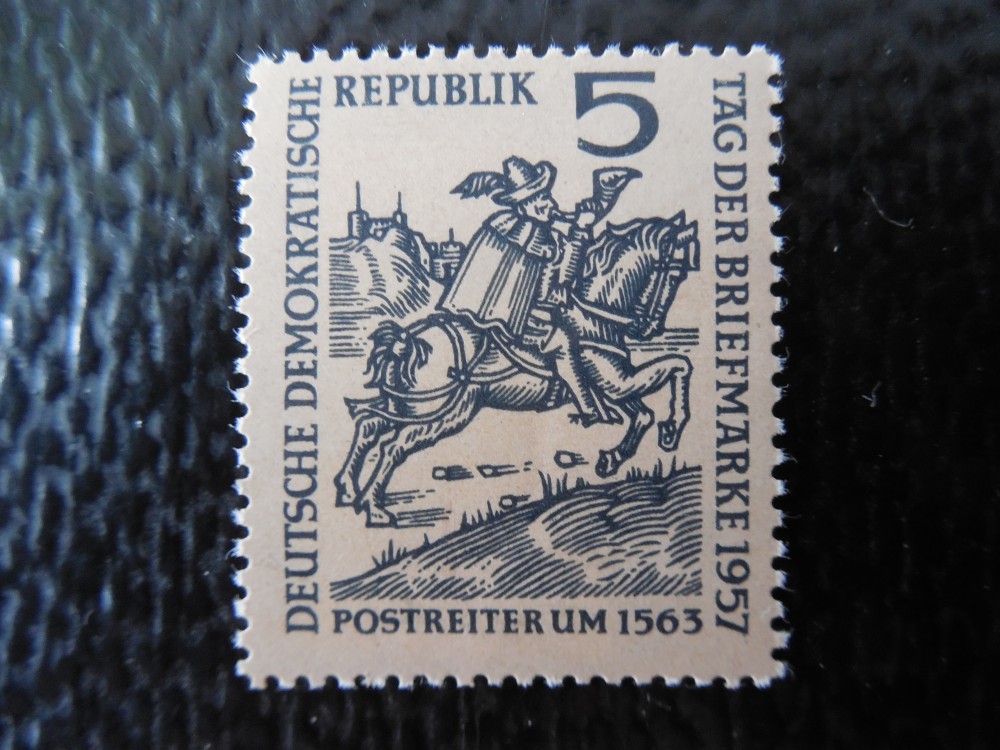 DEUTSCHE DEMOKRATISCHE
REPUBLIK
5
TAG DER BRIEFMARKE 1957
POSTREITER UM 1563